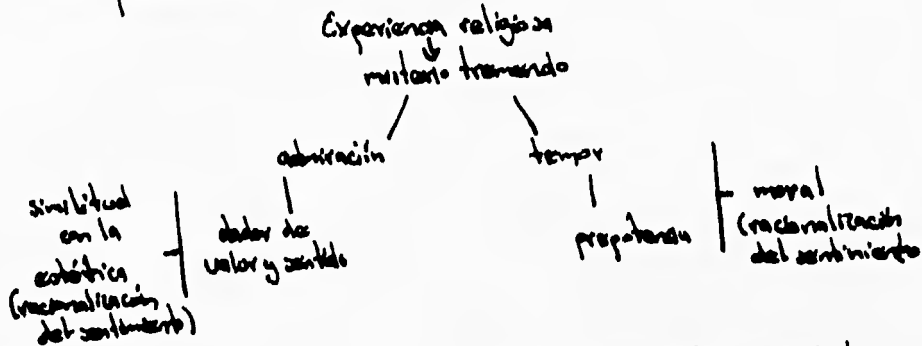 Experiencia religiosa
↓
misterio tremendo
admiración
temor
similitud
con la
estética
(racionalización
del sentimiento)
dador de
valor y sentido
prepotencia
moral
(racionalización
del sentimiento